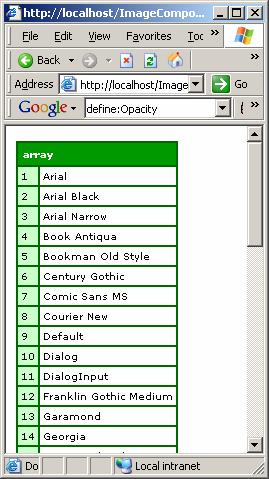 http://localhost/ImageCompo...
File Edit View Favorites
Back
Address http://localhost/Image Go
Google define:Opacity
array
1 Arial
2 Arial Black
3 Arial Narrow
4 Book Antiqua
5 Bookman Old Style
6 Century Gothic
7 Comic Sans MS
8 Courier New
9 Default
10 Dialog
11 DialogInput
12 Franklin Gothic Medium
13 Garamond
14 Georgia
Do Local intranet